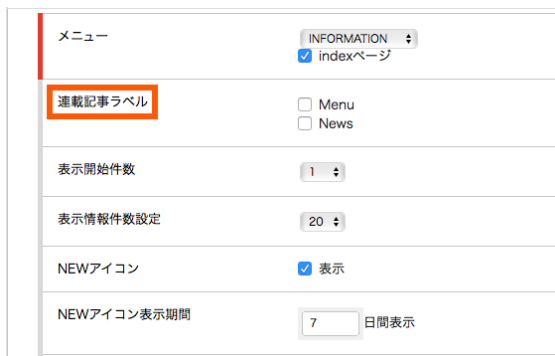 メニュー
INFORMATION
indexページ
連載記事ラベル
Menu
News
表示開始件数
1
表示情報件数設定
20
NEWアイコン
表示
NEWアイコン表示期間
7 日間表示